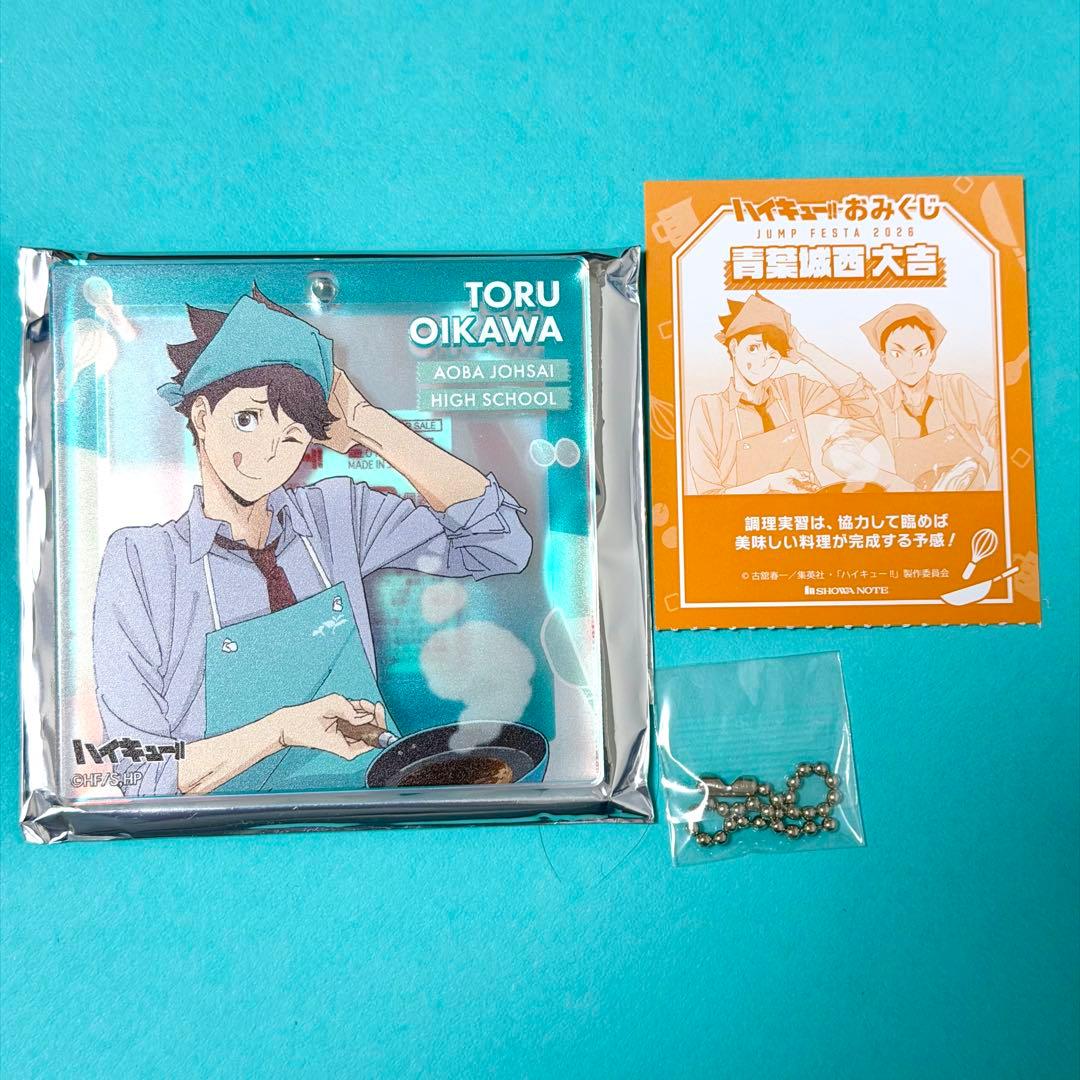 TORU
OIKAWA
AOBA JOHSAI
HIGH SCHOOL
SALE
MADE IN
ハイキュー!!
©HF/S,HP
ハイキュー!!おみくじ
JUMP FESTA 2026
青葉城西 大吉
調理実習は、協力して臨めば
美味しい料理が完成する予感！
© 古舘春一／集英社・「ハイキュー!!」製作委員会
SHOWA NOTE